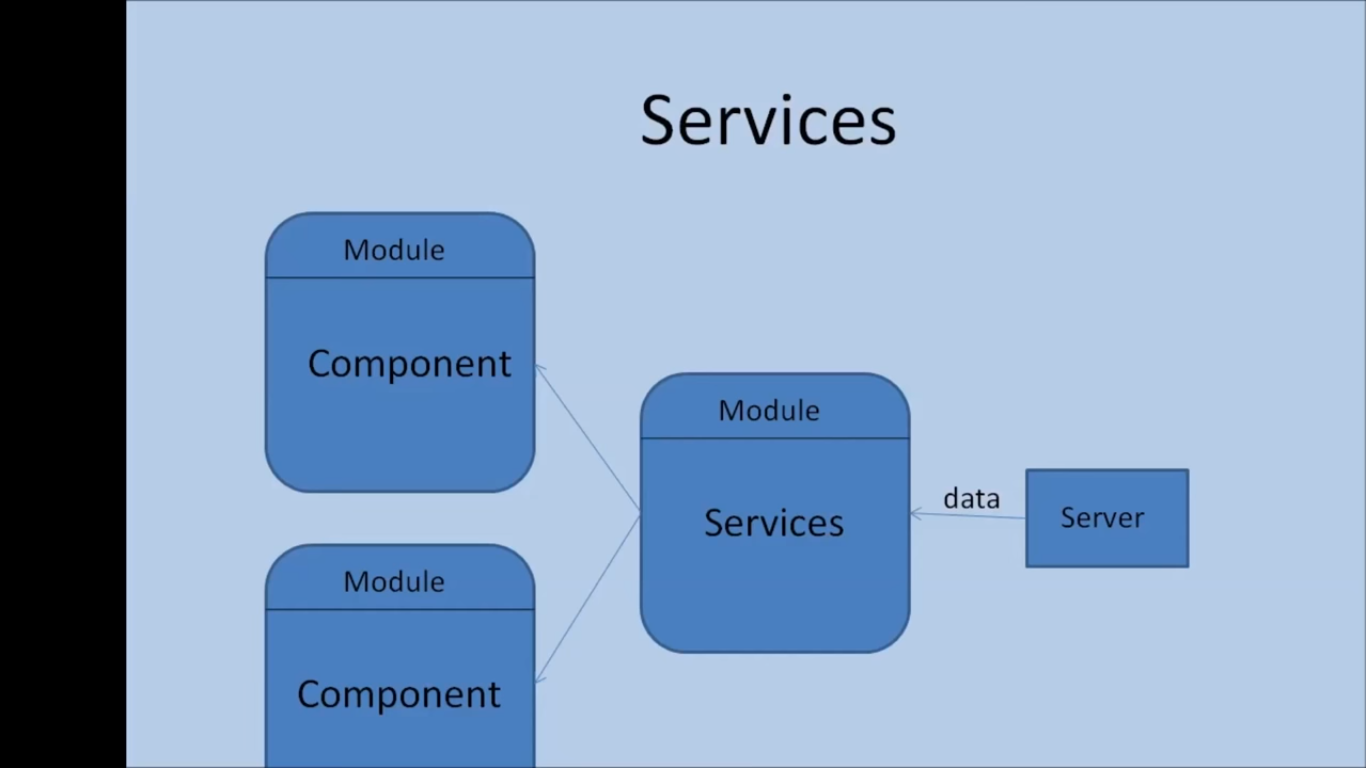 Services
Module
Component
Module
Services
data
Server
Module
Component